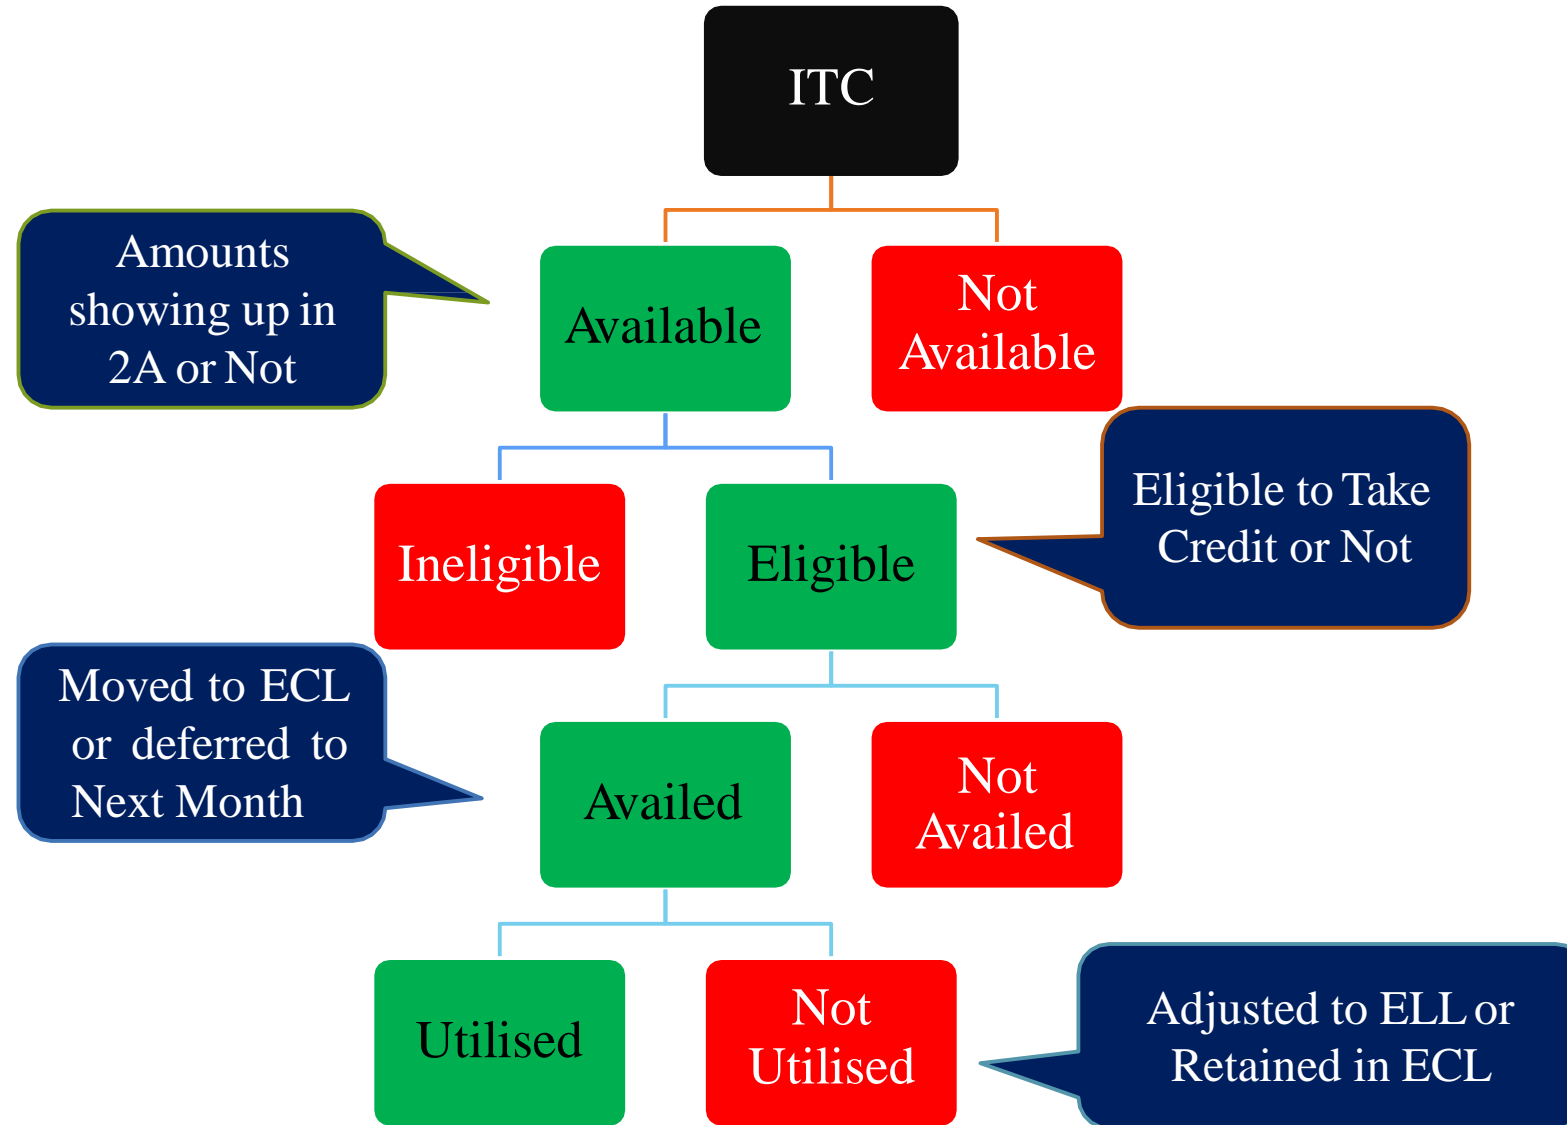 ITC
Amounts
showing up in
2A or Not
Available
Not
Available
Ineligible
Eligible
Eligible to Take
Credit or Not
Moved to ECL
or deferred to
Next Month
Availed
Not
Availed
Utilised
Not
Utilised
Adjusted to ELL or
Retained in ECL